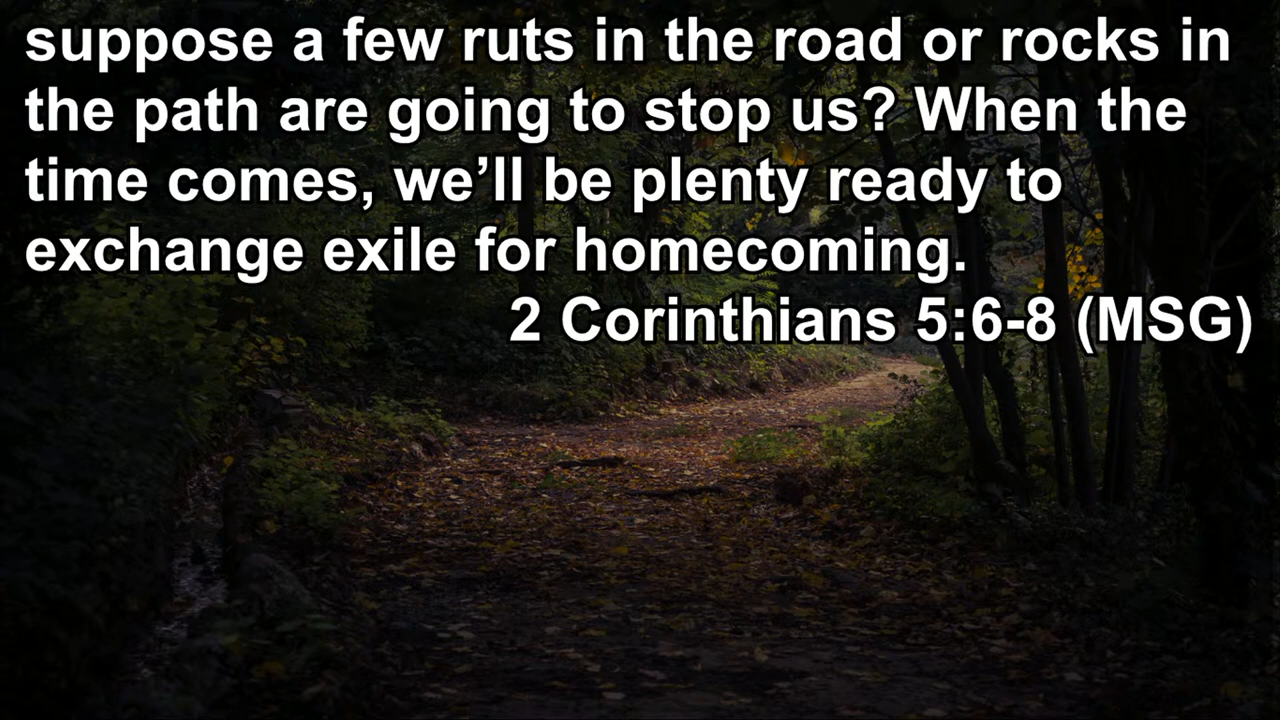 suppose a few ruts in the road or rocks in
the path are going to stop us? When the
time comes, we’ll be plenty ready to
exchange exile for homecoming.
2 Corinthians 5:6-8 (MSG)